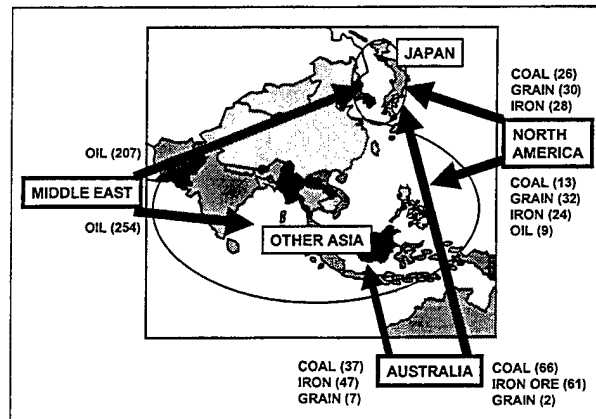 JAPAN
COAL (26)
GRAIN (30)
IRON (28)
NORTH
AMERICA
OIL (207)
MIDDLE EAST
OIL (254)
COAL (13)
GRAIN (32)
IRON (24)
OIL (9)
OTHER ASIA
COAL (37)
IRON (47)
GRAIN (7)
AUSTRALIA
COAL (66)
IRON ORE (61)
GRAIN (2)